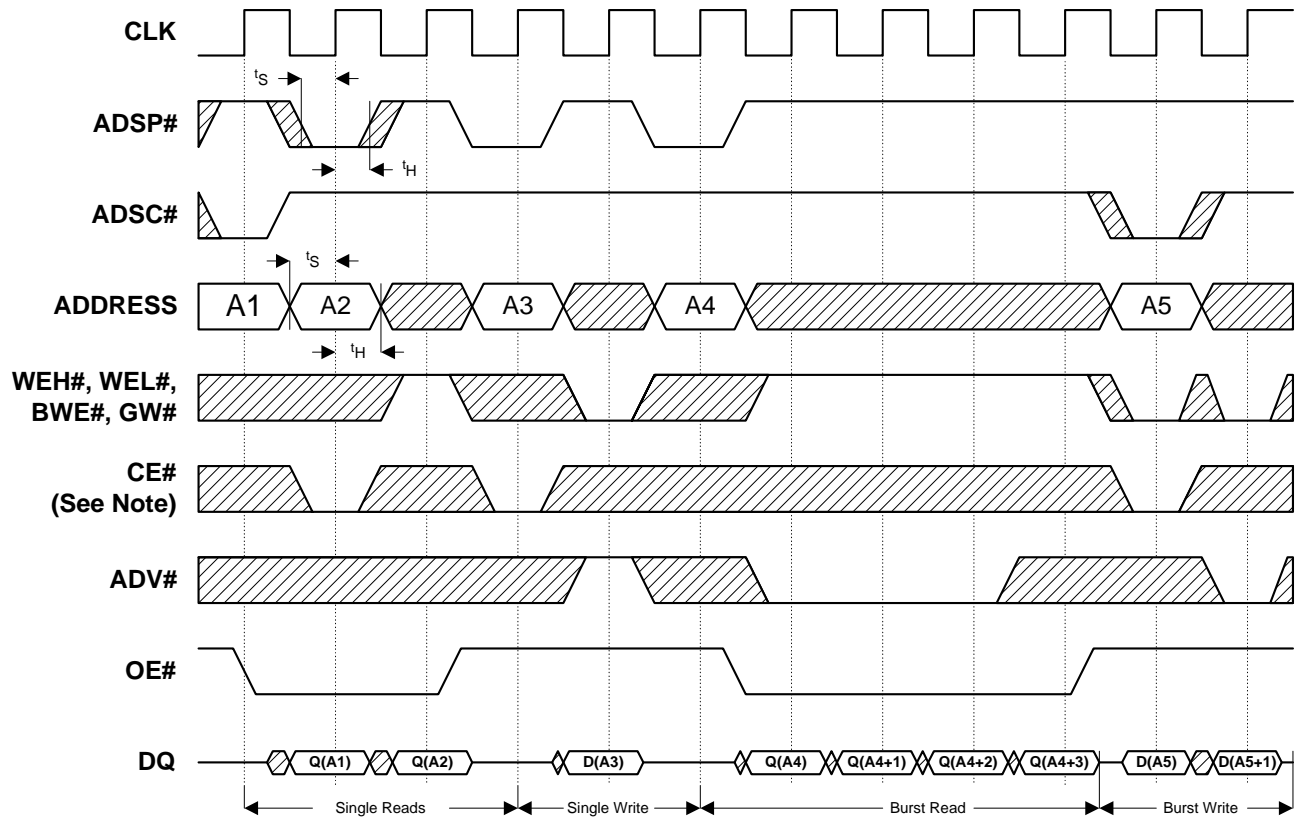 CLK
tS
ADSP#
tH
ADSC#
tS
ADDRESS
A1
A2
A3
A4
A5
tH
WEH#, WEL#,
BWE#, GW#
CE#
(See Note)
ADV#
OE#
DQ
Q(A1)
Q(A2)
D(A3)
Q(A4)
Q(A4+1)
Q(A4+2)
Q(A4+3)
D(A5)
D(A5+1)
Single Reads
Single Write
Burst Read
Burst Write